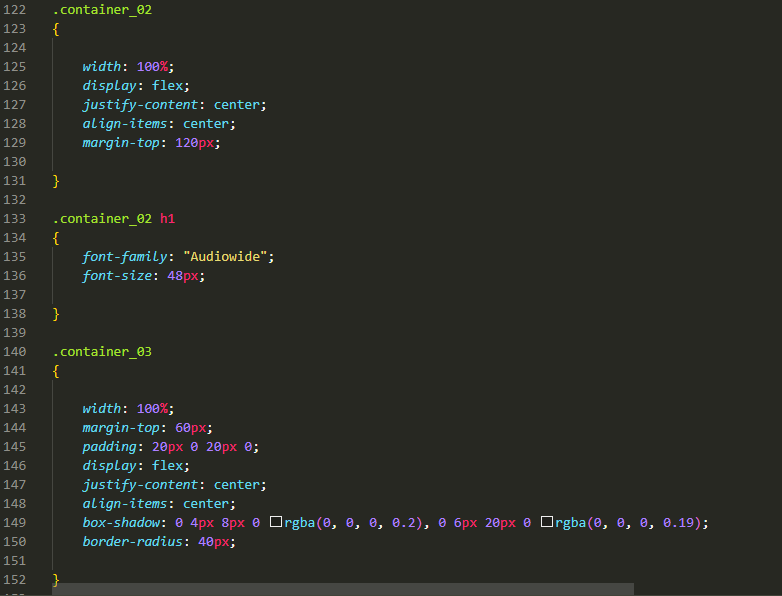 122 .container_02
123 {
124
125 width: 100%;
126 display: flex;
127 justify-content: center;
128 align-items: center;
129 margin-top: 120px;
130
131 }
132
133 .container_02 h1
134 {
135 font-family: "Audiowide";
136 font-size: 48px;
137
138 }
139
140 .container_03
141 {
142
143 width: 100%;
144 margin-top: 60px;
145 padding: 20px 0 20px 0;
146 display: flex;
147 justify-content: center;
148 align-items: center;
149 box-shadow: 0 4px 8px 0 rgba(0, 0, 0, 0.2), 0 6px 20px 0 rgba(0, 0, 0, 0.19);
150 border-radius: 40px;
151
152 }